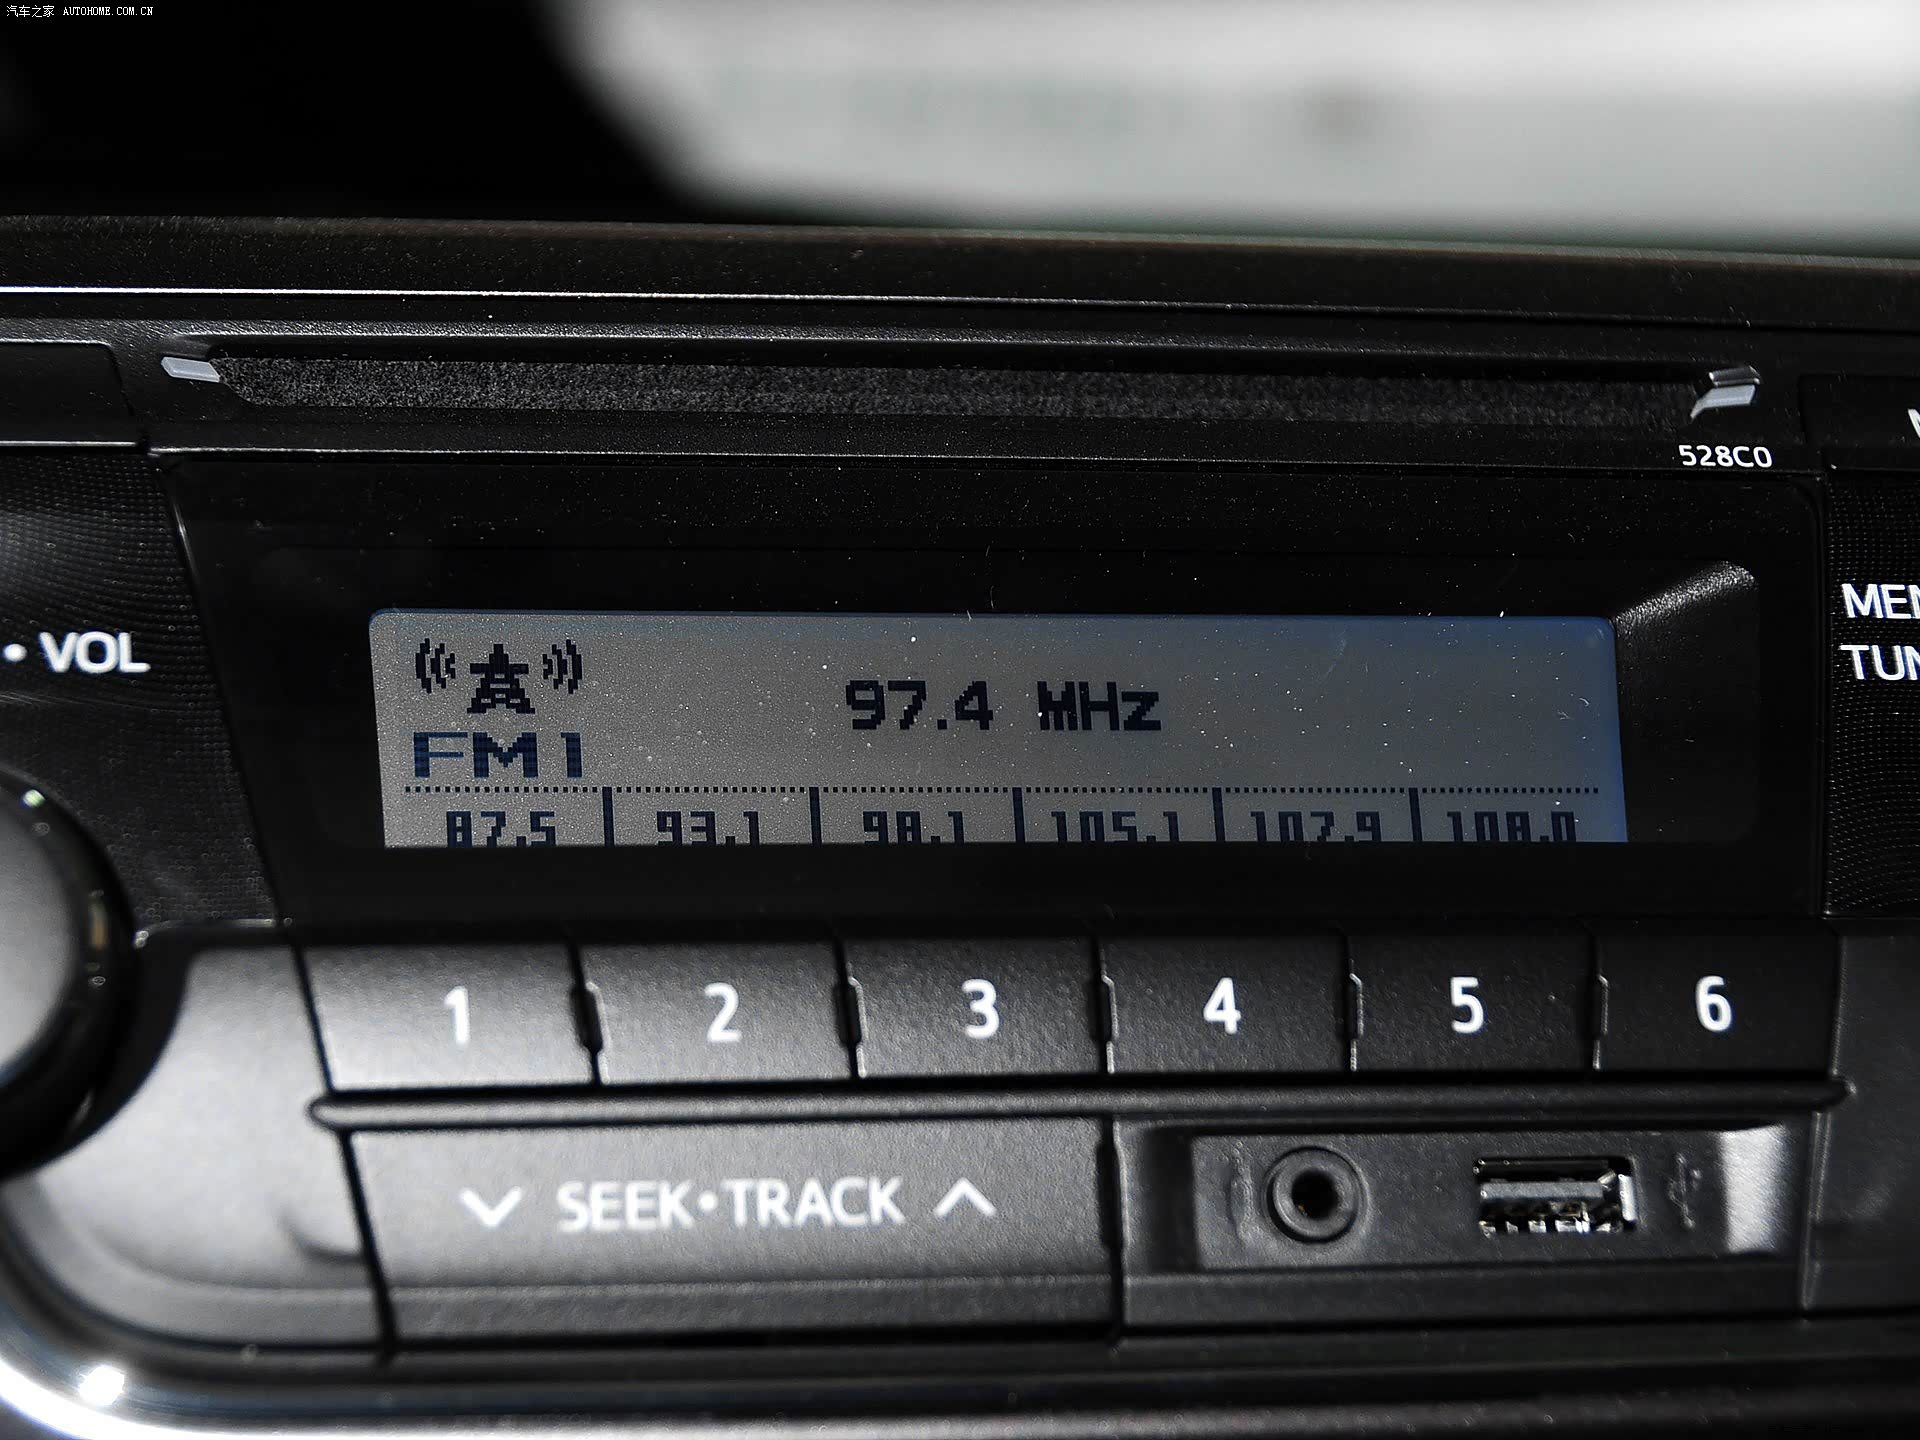 汽车之家 AUTOHOME.COM.CN
528C0
• VOL
97.4 MHz
FM1
87.5 93.1 98.1 105.1 107.9 108.0
1 2 3 4 5 6
SEEK•TRACK